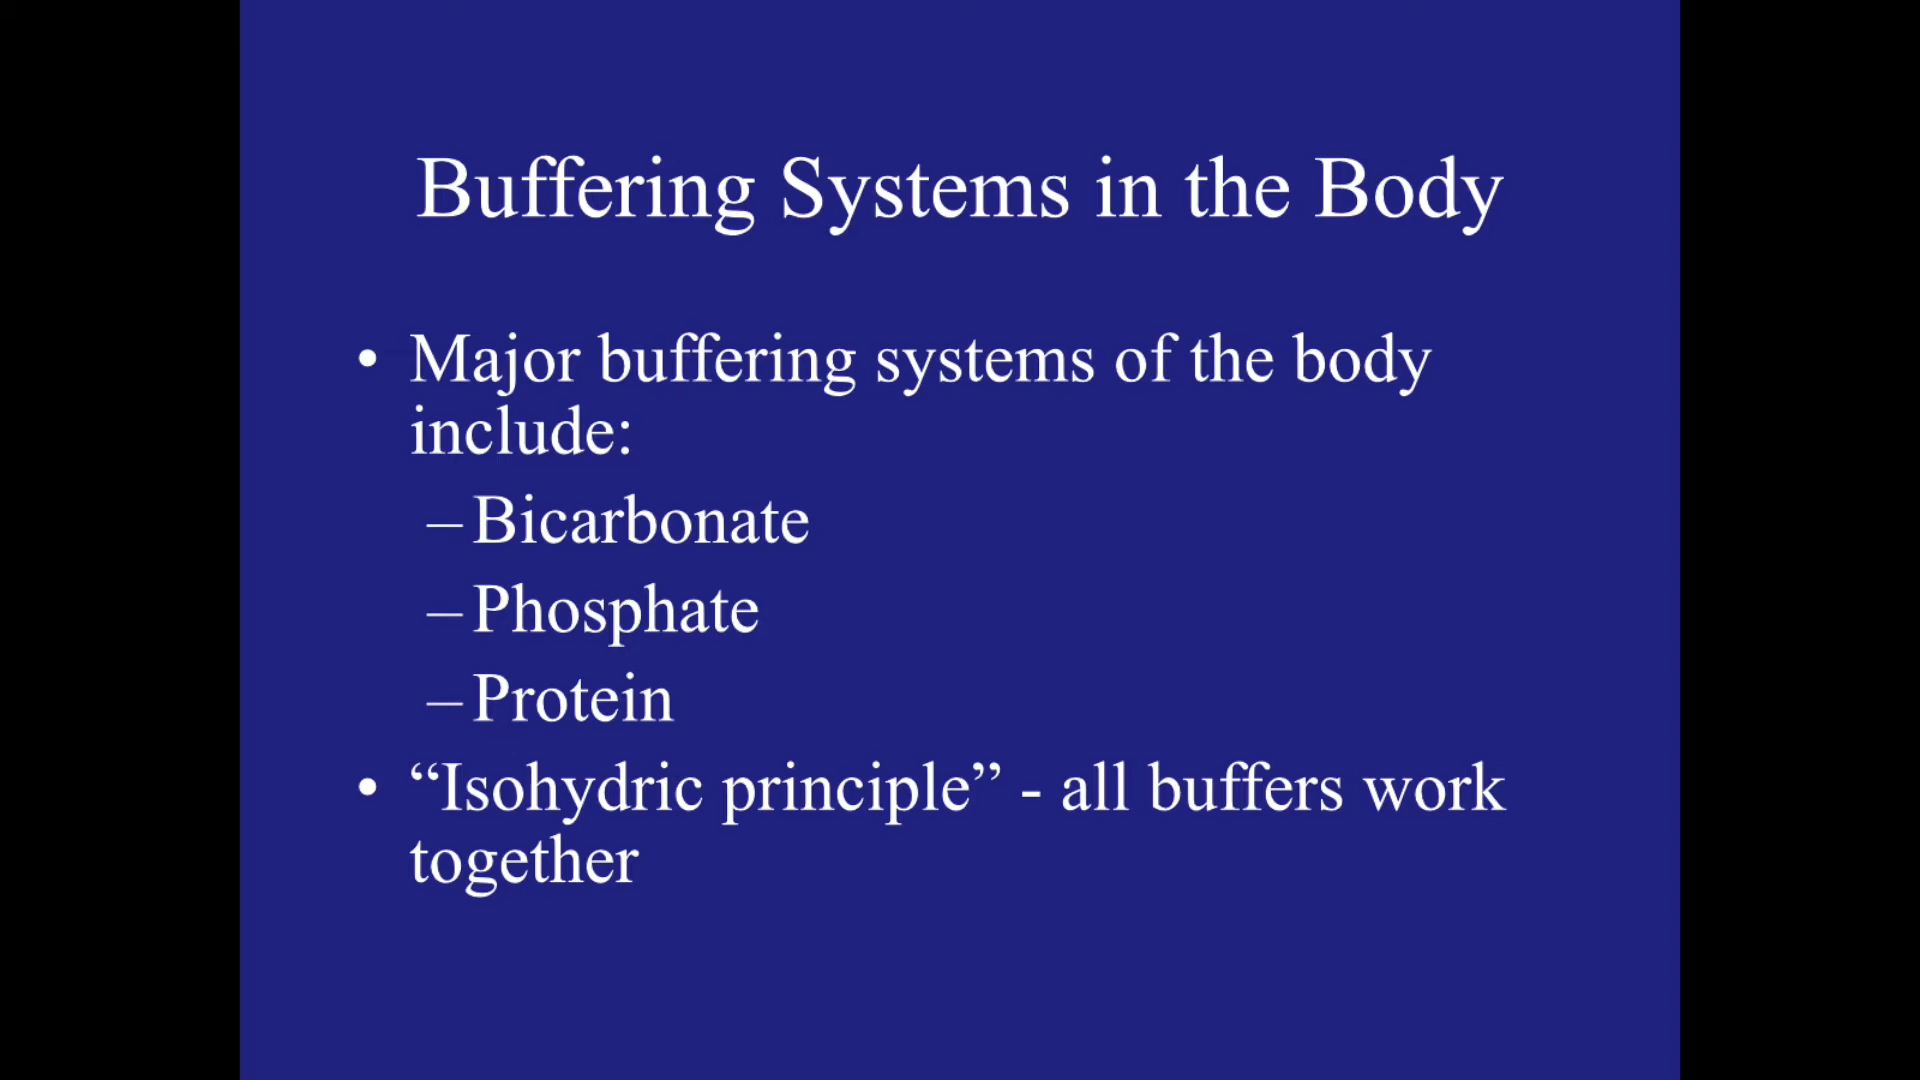 Buffering Systems in the Body
• Major buffering systems of the body
include:
– Bicarbonate
– Phosphate
– Protein
• “Isohydric principle” - all buffers work
together